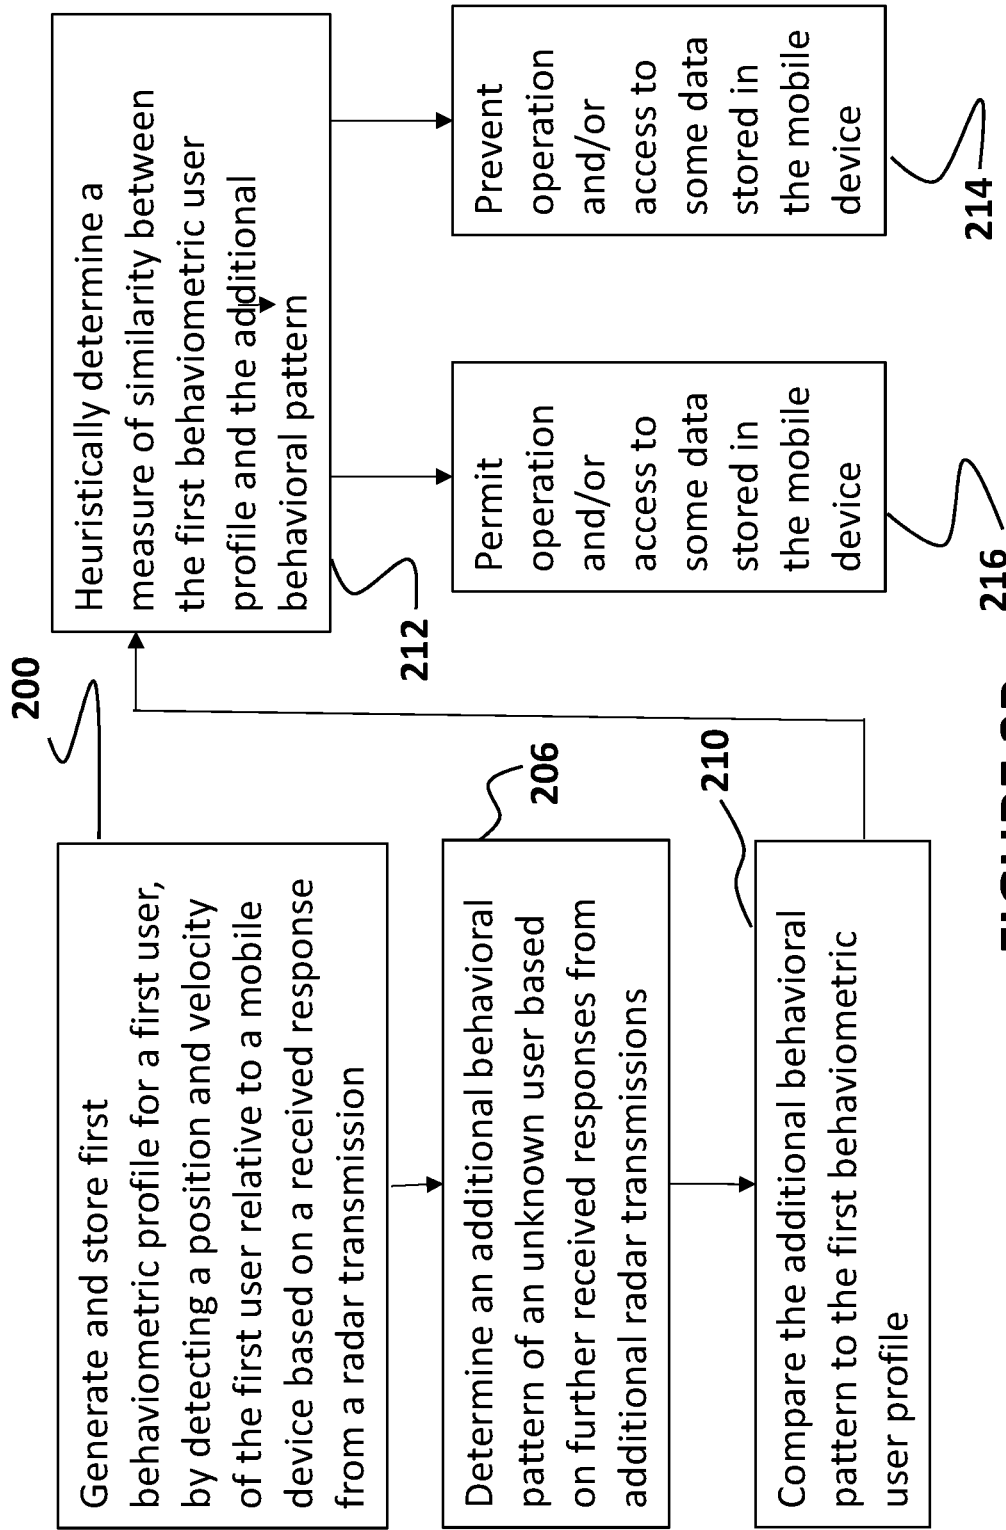 Generate and store first
behaviometric profile for a first user,
by detecting a position and velocity
of the first user relative to a mobile
device based on a received response
from a radar transmission
200
Determine an additional behavioral
pattern of an unknown user based
on further received responses from
additional radar transmissions
206
Compare the additional behavioral
pattern to the first behaviometric
user profile
210
Heuristically determine a
measure of similarity between
the first behaviometric user
profile and the additional
behavioral pattern
212
Permit
operation
and/or
access to
some data
stored in
the mobile
device
216
Prevent
operation
and/or
access to
some data
stored in
the mobile
device
214